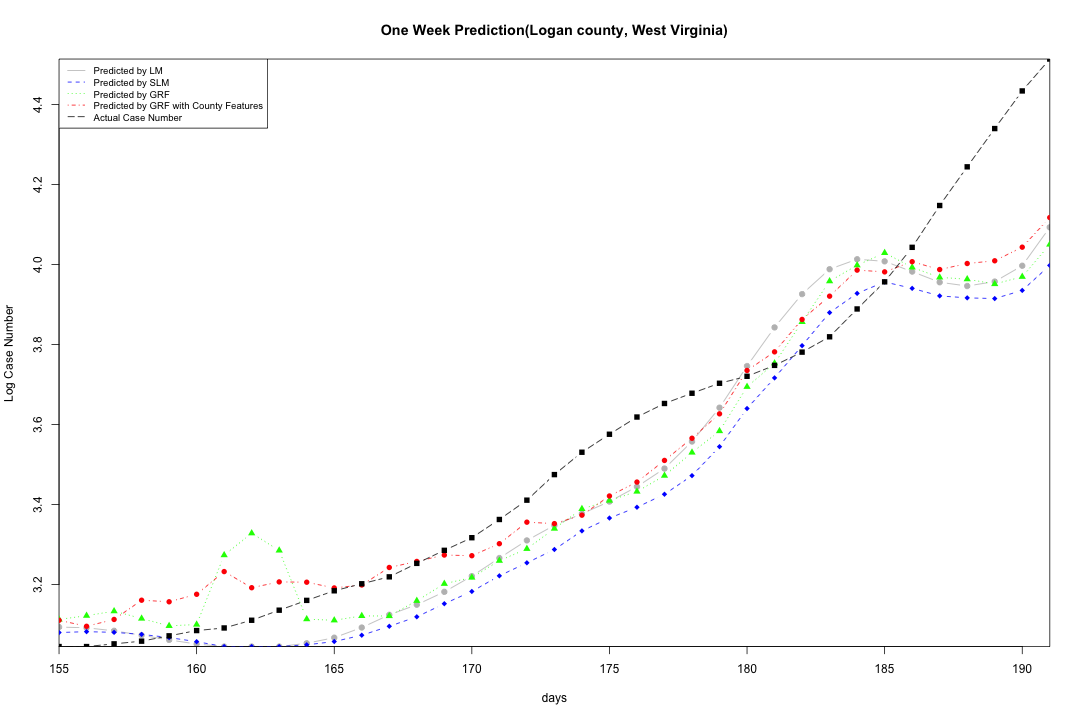 One Week Prediction(Logan county, West Virginia)
Predicted by LM
Predicted by SLM
Predicted by GRF
Predicted by GRF with County Features
Actual Case Number
4.4
4.2
4.0
3.8
3.6
3.4
3.2
Log Case Number
155 160 165 170 175 180 185 190
days